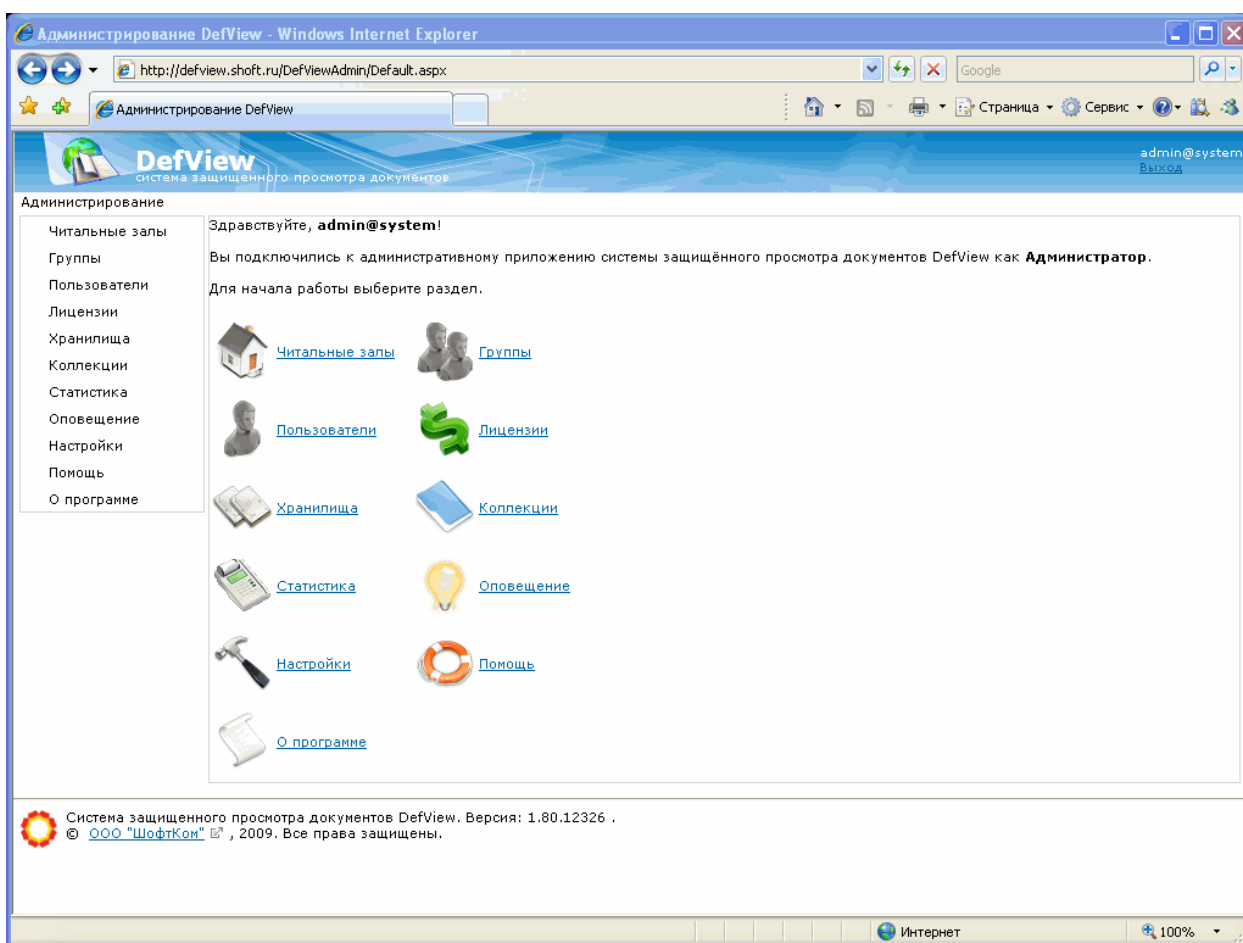 Администрирование DefView - Windows Internet Explorer
http://defview.shoft.ru/DefViewAdmin/Default.aspx
Google
Администрирование DefView
Страница
Сервис
DefView
система защищенного просмотра документов
admin@system
Выход
Администрирование
Читальные залы
Группы
Пользователи
Лицензии
Хранилища
Коллекции
Статистика
Оповещение
Настройки
Помощь
О программе
Здравствуйте, admin@system!
Вы подключились к административному приложению системы защищённого просмотра документов DefView как Администратор.
Для начала работы выберите раздел.
Читальные залы
Группы
Пользователи
Лицензии
Хранилища
Коллекции
Статистика
Оповещение
Настройки
Помощь
О программе
Система защищенного просмотра документов DefView. Версия: 1.80.12326 .
© ООО "ШофтКом" , 2009. Все права защищены.
Интернет
100%